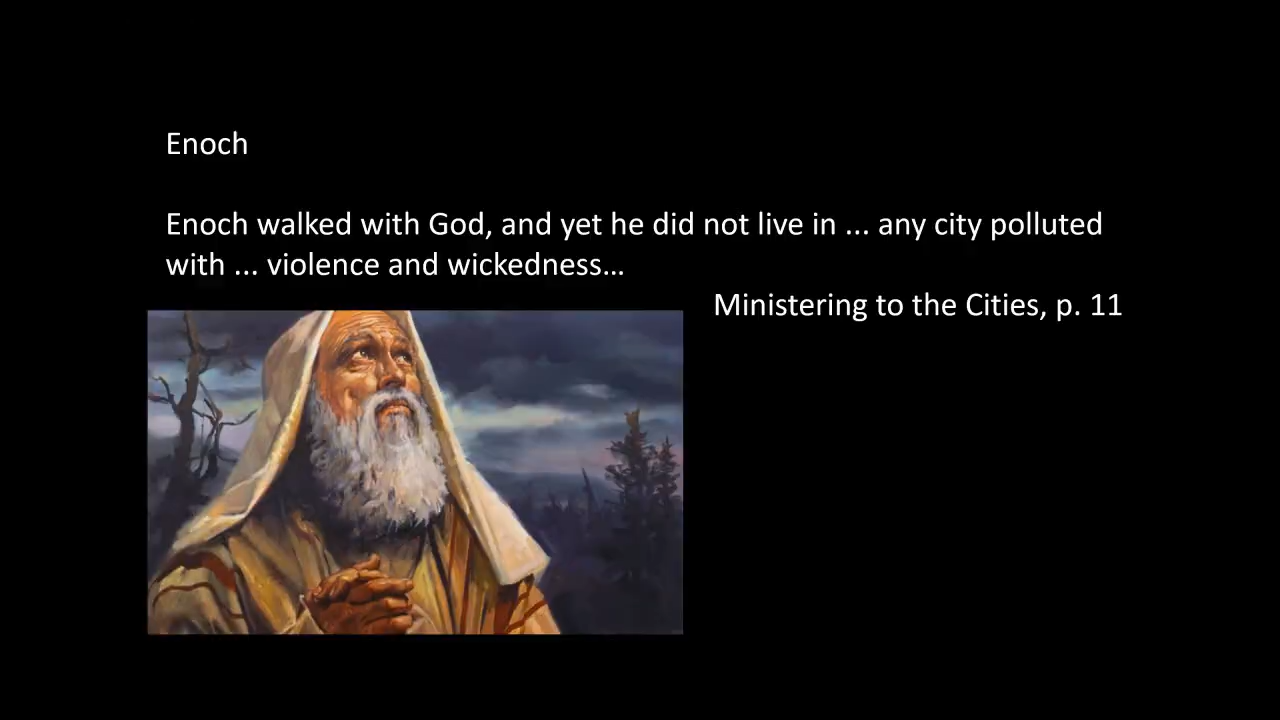 Enoch
Enoch walked with God, and yet he did not live in ... any city polluted
with ... violence and wickedness...
Ministering to the Cities, p. 11